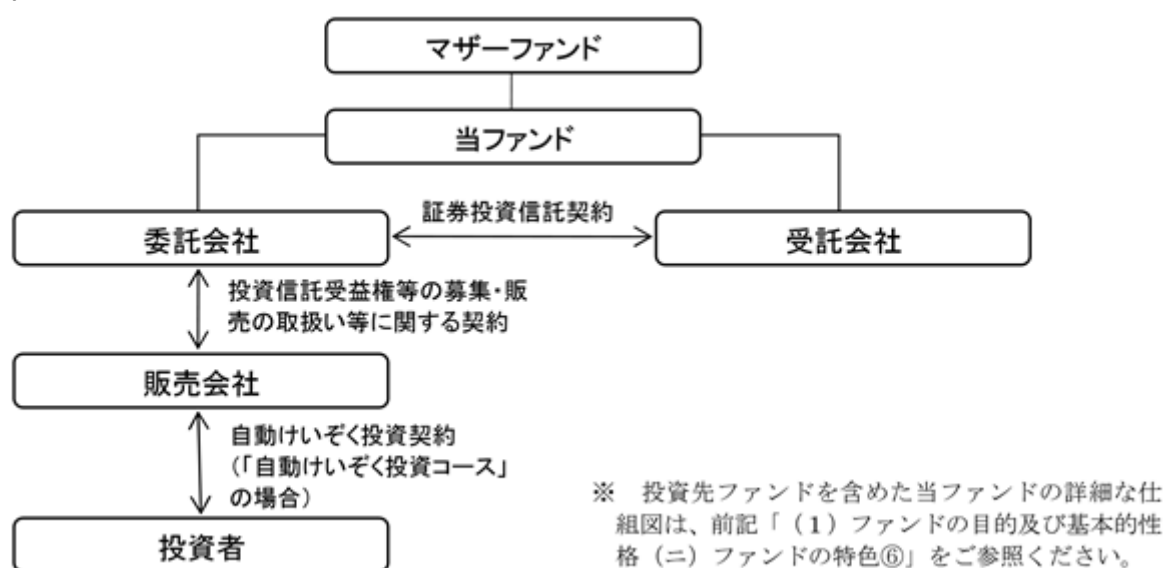 マザーファンド
当ファンド
証券投資信託契約
委託会社
受託会社
投資信託受益権等の募集・販
売の取扱い等に関する契約
販売会社
自動けいぞく投資契約
(「自動けいぞく投資コース」
の場合)
投資者
※ 投資先ファンドを含めた当ファンドの詳細な仕
組図は、前記「（1）ファンドの目的及び基本的性
格（ニ）ファンドの特色⑥」をご参照ください。